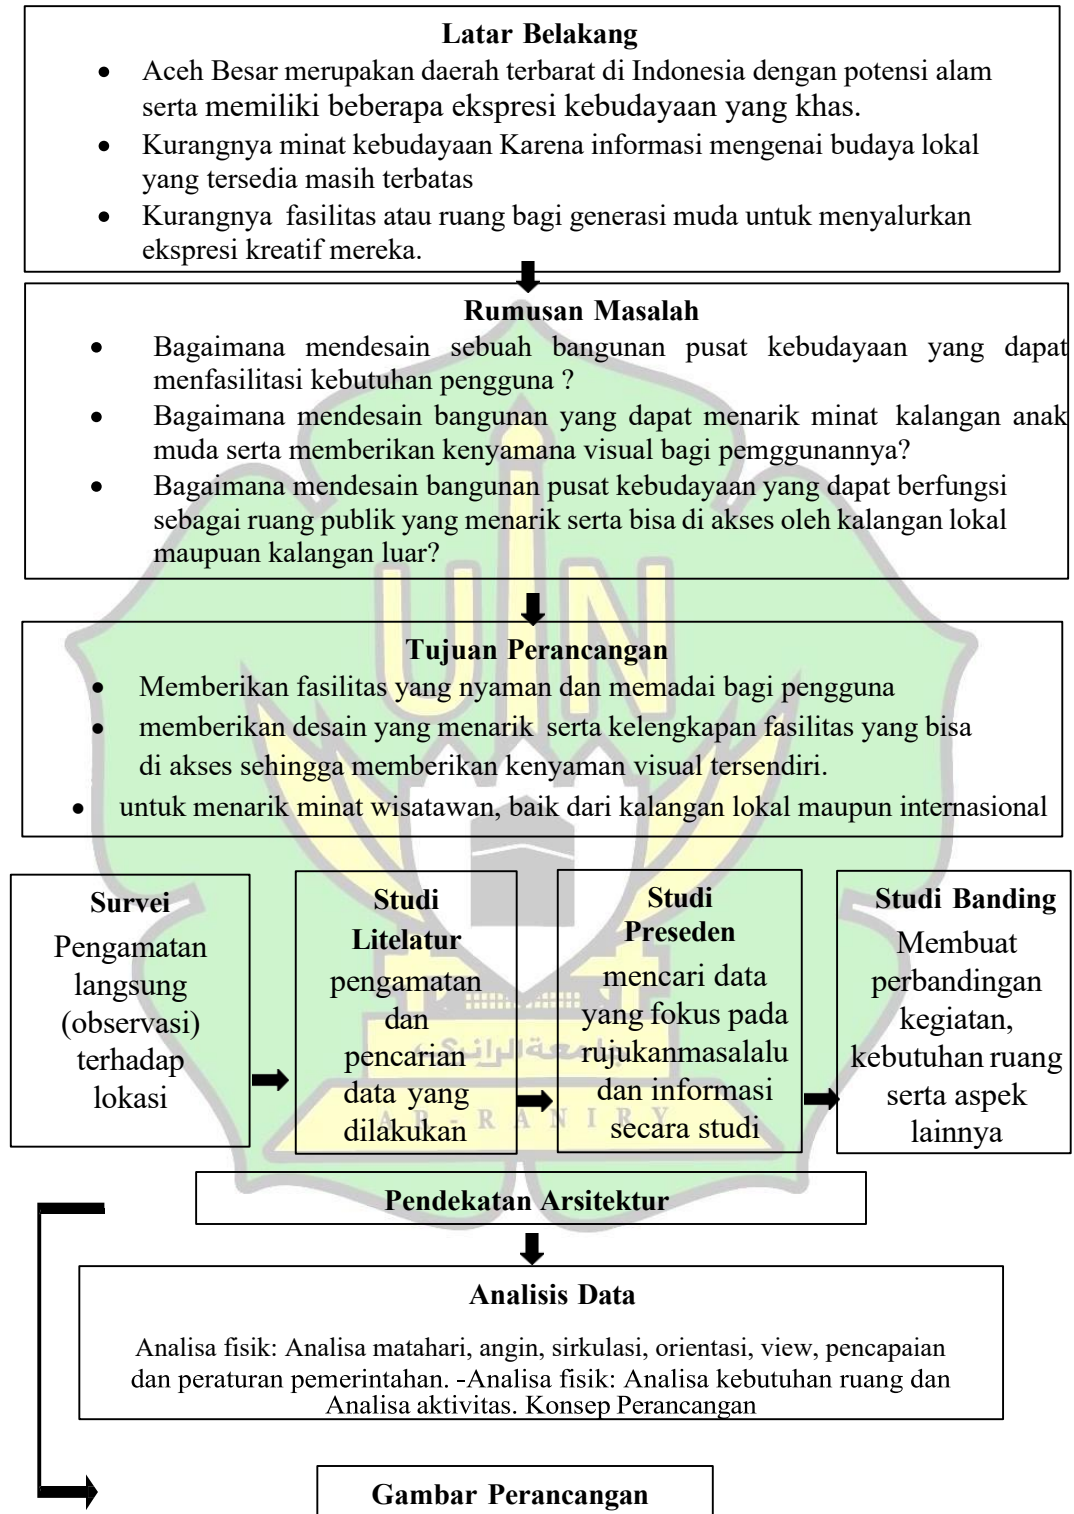 Latar Belakang
• Aceh Besar merupakan daerah terbarat di Indonesia dengan potensi alam
serta memiliki beberapa ekspresi kebudayaan yang khas.
• Kurangnya minat kebudayaan Karena informasi mengenai budaya lokal
yang tersedia masih terbatas
• Kurangnya fasilitas atau ruang bagi generasi muda untuk menyalurkan
ekspresi kreatif mereka.
Rumusan Masalah
• Bagaimana mendesain sebuah bangunan pusat kebudayaan yang dapat
menfasilitasi kebutuhan pengguna ?
• Bagaimana mendesain bangunan yang dapat menarik minat kalangan anak
muda serta memberikan kenyamana visual bagi pemggunannya?
• Bagaimana mendesain bangunan pusat kebudayaan yang dapat berfungsi
sebagai ruang publik yang menarik serta bisa di akses oleh kalangan lokal
maupuan kalangan luar?
UIN
Tujuan Perancangan
• Memberikan fasilitas yang nyaman dan memadai bagi pengguna
• memberikan desain yang menarik serta kelengkapan fasilitas yang bisa
di akses sehingga memberikan kenyaman visual tersendiri.
• untuk menarik minat wisatawan, baik dari kalangan lokal maupun internasional
Survei
Pengamatan
langsung
(observasi)
terhadap
lokasi
Studi
Litelatur
pengamatan
dan
pencarian
data yang
dilakukan
Studi
Preseden
mencari data
yang fokus pada
rujukanmasalalu
dan informasi
secara studi
Studi Banding
Membuat
perbandingan
kegiatan,
kebutuhan ruang
serta aspek
lainnya
جامعة الرانري
AR-RANIRY
Pendekatan Arsitektur
Analisis Data
Analisa fisik: Analisa matahari, angin, sirkulasi, orientasi, view, pencapaian
dan peraturan pemerintahan. -Analisa fisik: Analisa kebutuhan ruang dan
Analisa aktivitas. Konsep Perancangan
Gambar Perancangan